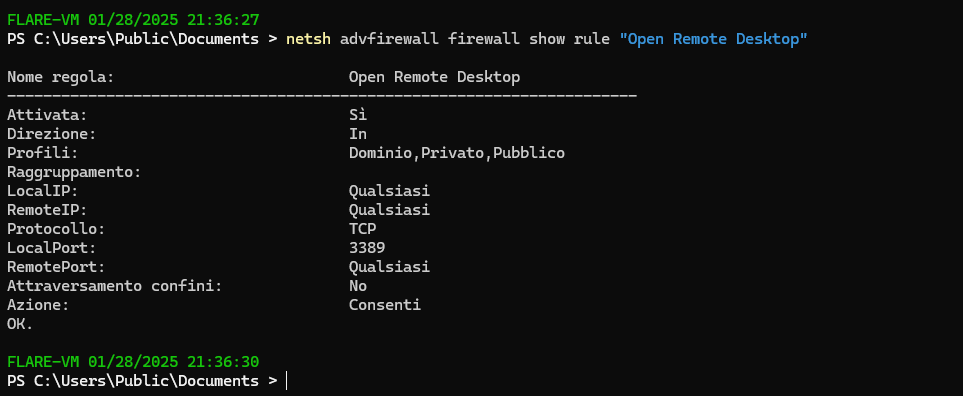 FLARE-VM 01/28/2025 21:36:27
PS C:\Users\Public\Documents > netsh advfirewall firewall show rule "Open Remote Desktop"
Nome regola: Open Remote Desktop
----------------------------------------------------------------------
Attivata: Sì
Direzione: In
Profili: Dominio,Privato,Pubblico
Raggruppamento:
LocalIP: Qualsiasi
RemoteIP: Qualsiasi
Protocollo: TCP
LocalPort: 3389
RemotePort: Qualsiasi
Attraversamento confini: No
Azione: Consenti
OK.
FLARE-VM 01/28/2025 21:36:30
PS C:\Users\Public\Documents >